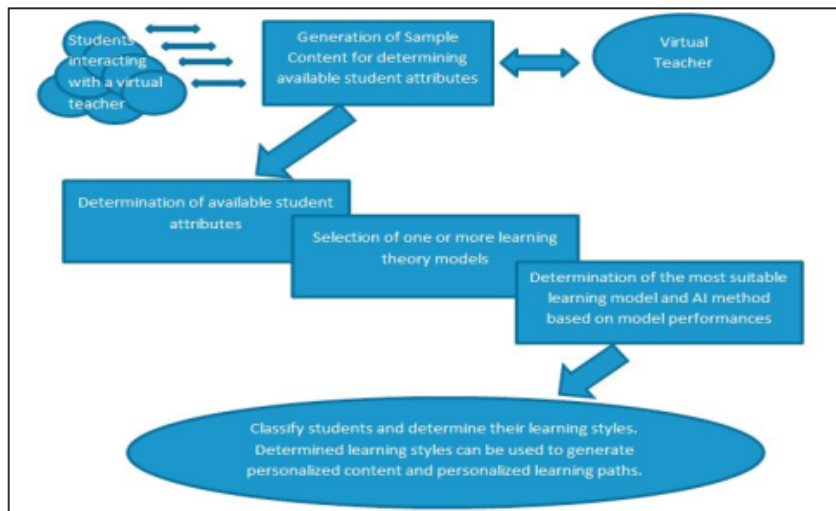 Students
interacting
with a virtual
teacher
Generation of Sample
Content for determining
available student attributes
Virtual
Teacher
Determination of available student
attributes
Selection of one or more learning
theory models
Determination of the most suitable
learning model and AI method
based on model performances
Classify students and determine their learning styles.
Determined learning styles can be used to generate
personalized content and personalized learning paths.